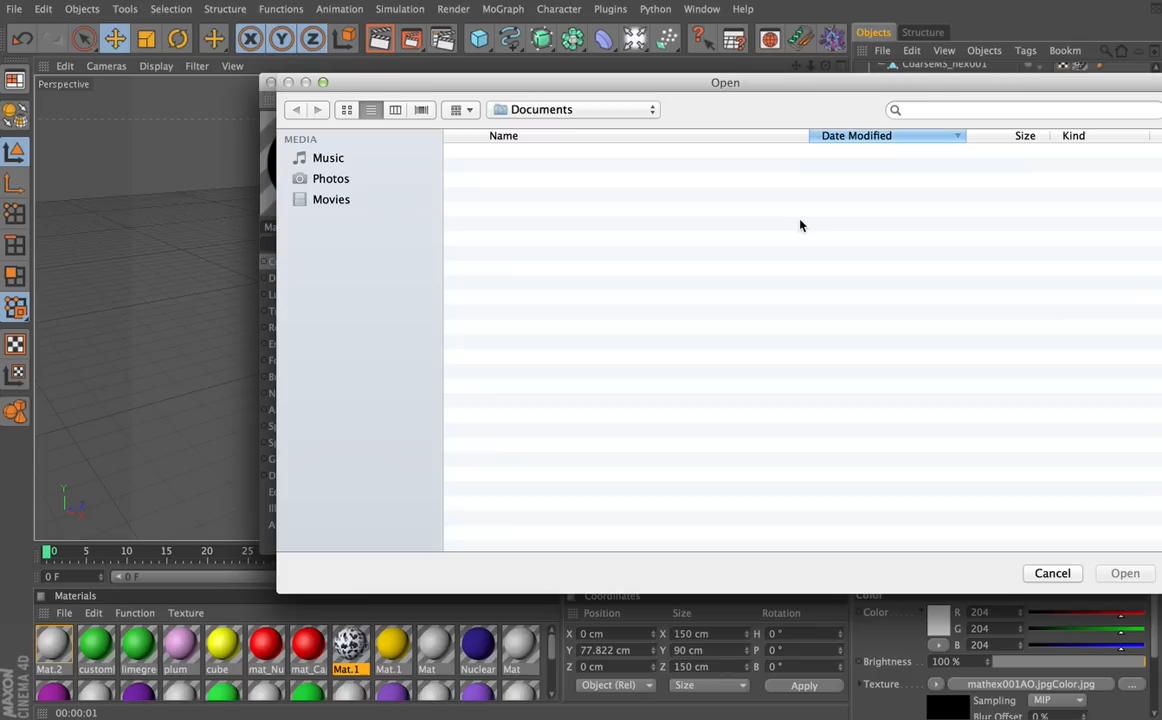 File Edit Objects Tools Selection Structure Functions Animation Simulation Render MoGraph Character Plugins Python Window Help
Objects Structure
File Edit View Objects Tags Bookm
Edit Cameras Display Filter View
Perspective
CoarseMS_hex001
Open
Documents
MEDIA
Music
Photos
Movies
Name Date Modified Size Kind
Cancel Open
Y
Z
0 5 10 15 20 25
0 F 0 F
Materials
File Edit Function Texture
Mat.2 custom limegre plum cube mat_Nu mat_Ca Mat.1 Mat.1 Mat Nuclear Mat
Coordinates
Position Size Rotation
X 0 cm X 150 cm H 0 °
Y 77.822 cm Y 90 cm P 0 °
Z 0 cm Z 150 cm B 0 °
Object (Rel) Size Apply
Color
Color R 204
G 204
B 204
Brightness 100 %
Texture mathex001AO.jpgColor.jpg ...
Sampling MIP
Blur Offset 0 %
MAXON
CINEMA 4D
00:00:01